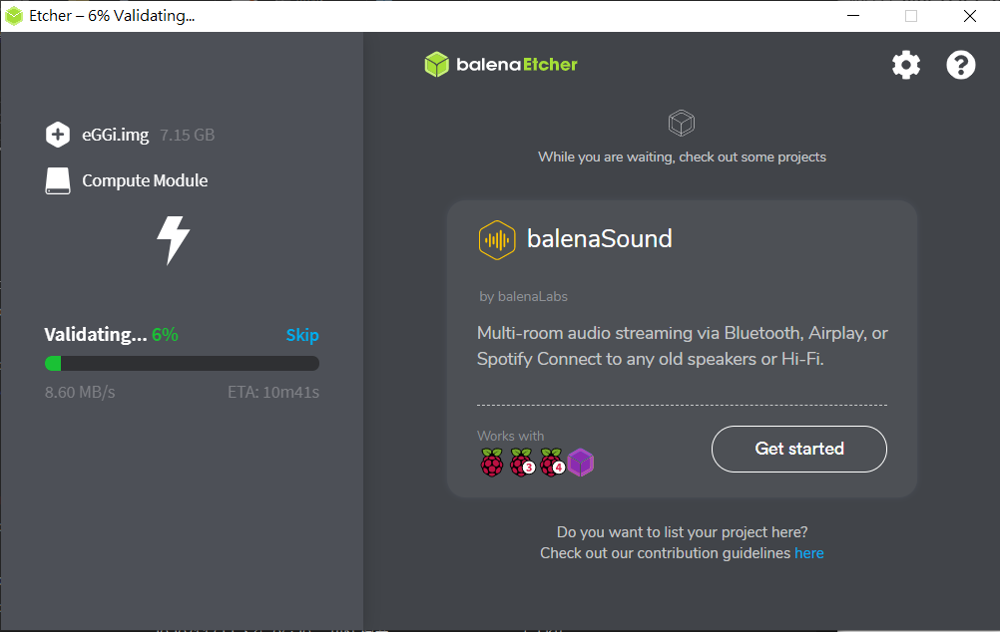 Etcher – 6% Validating...
balenaEtcher
eGGi.img 7.15 GB
Compute Module
Validating... 6% Skip
8.60 MB/s ETA: 10m41s
While you are waiting, check out some projects
balenaSound
by balenaLabs
Multi-room audio streaming via Bluetooth, Airplay, or
Spotify Connect to any old speakers or Hi-Fi.
Works with
3 4
Get started
Do you want to list your project here?
Check out our contribution guidelines here